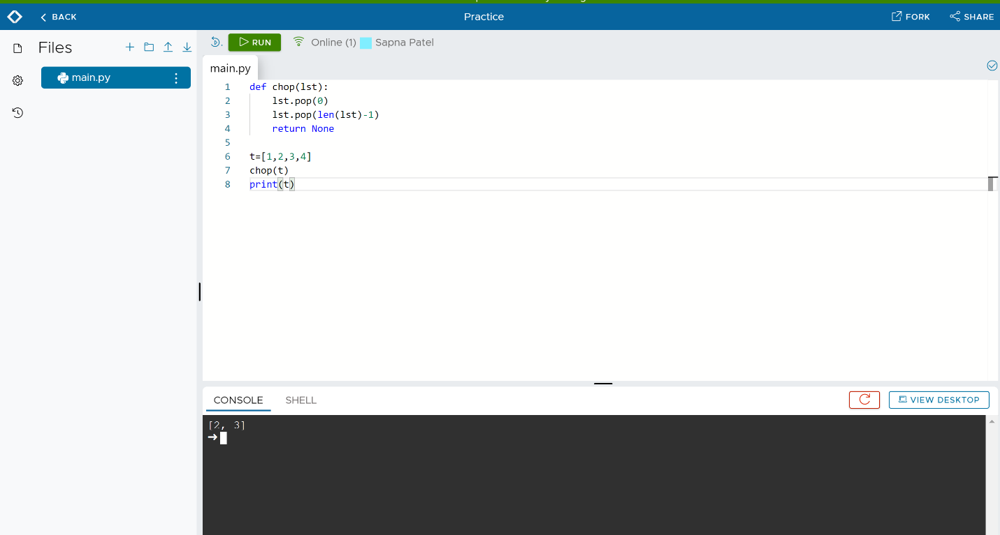 BACK
Practice
FORK
SHARE
Files
RUN
Online (1) Sapna Patel
main.py
main.py
1 def chop(lst):
2     lst.pop(0)
3     lst.pop(len(lst)-1)
4     return None
5
6 t=[1,2,3,4]
7 chop(t)
8 print(t)
CONSOLE
SHELL
VIEW DESKTOP
[2, 3]